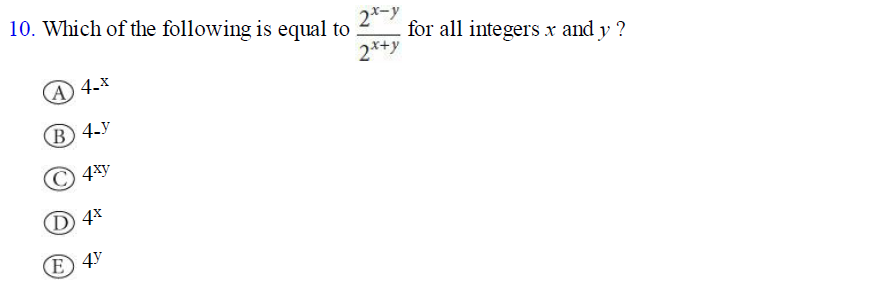 10. Which of the following is equal to 2^{x-y}/2^{x+y} for all integers x and y ?
A 4-^x
B 4-^y
C 4^{xy}
D 4^x
E 4^y